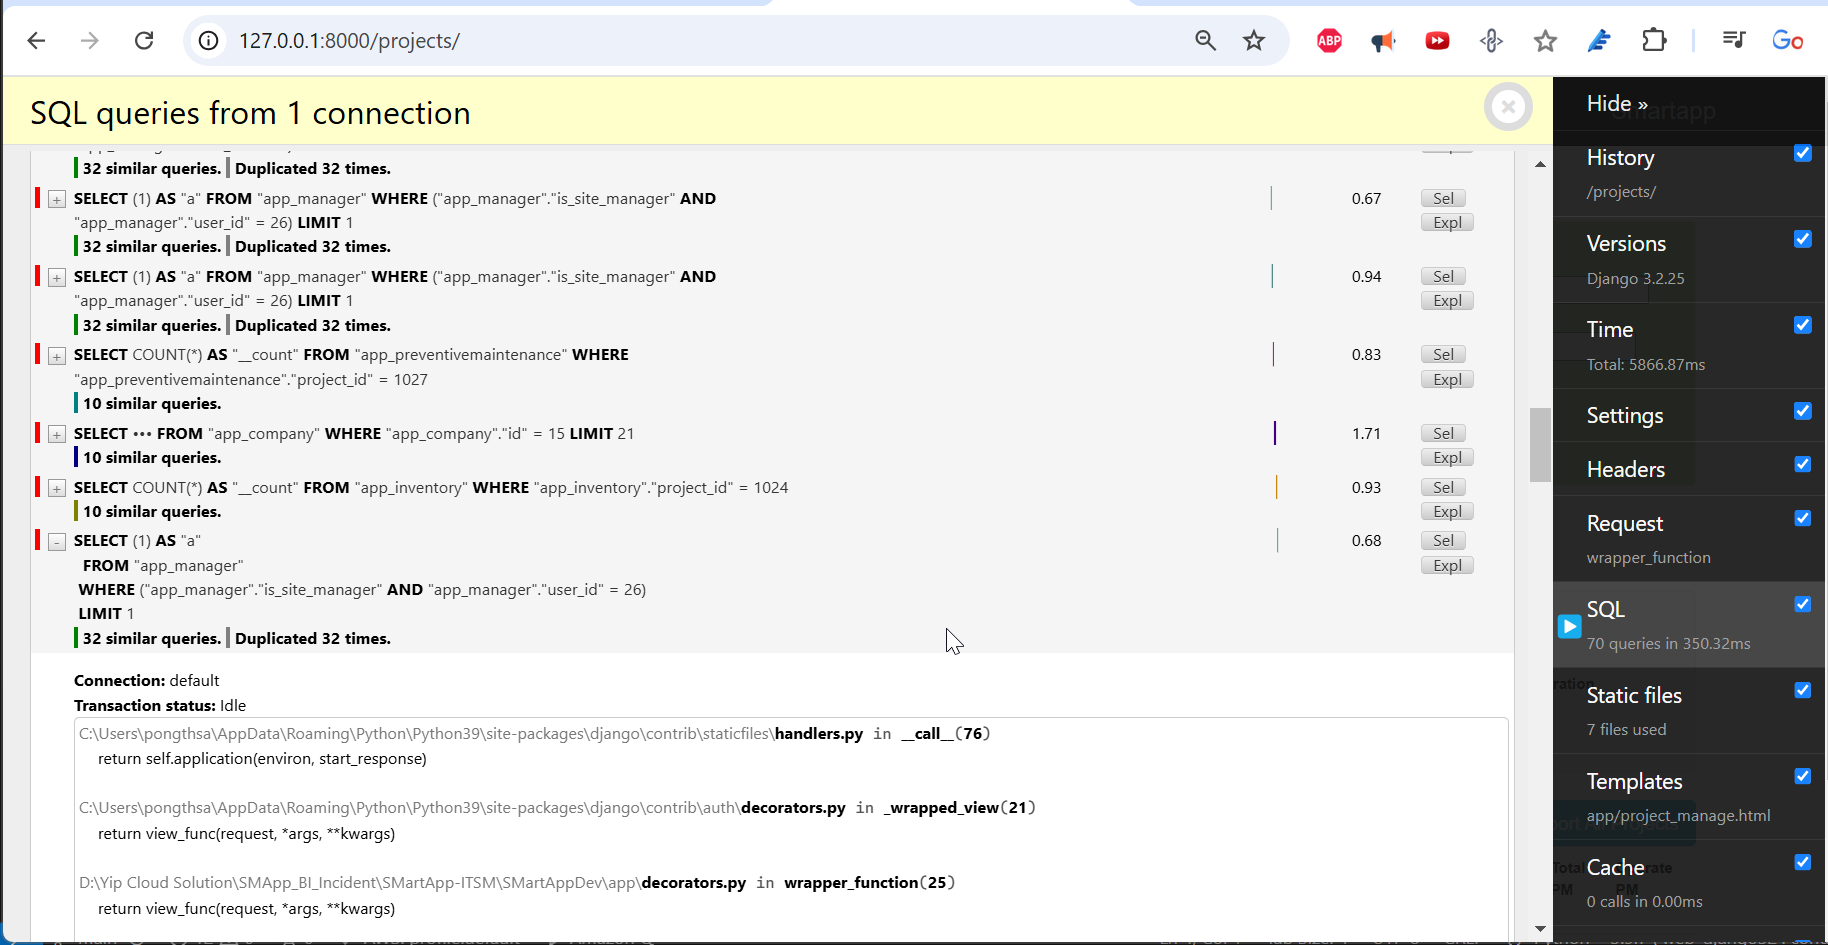 127.0.0.1:8000/projects/
ABP
Go
SQL queries from 1 connection
32 similar queries. Duplicated 32 times.
+ SELECT (1) AS "a" FROM "app_manager" WHERE ("app_manager"."is_site_manager" AND 0.67 Sel
"app_manager"."user_id" = 26) LIMIT 1 Expl
32 similar queries. Duplicated 32 times.
+ SELECT (1) AS "a" FROM "app_manager" WHERE ("app_manager"."is_site_manager" AND 0.94 Sel
"app_manager"."user_id" = 26) LIMIT 1 Expl
32 similar queries. Duplicated 32 times.
+ SELECT COUNT(*) AS "__count" FROM "app_preventivemaintenance" WHERE 0.83 Sel
"app_preventivemaintenance"."project_id" = 1027 Expl
10 similar queries.
+ SELECT ••• FROM "app_company" WHERE "app_company"."id" = 15 LIMIT 21 1.71 Sel
10 similar queries. Expl
+ SELECT COUNT(*) AS "__count" FROM "app_inventory" WHERE "app_inventory"."project_id" = 1024 0.93 Sel
10 similar queries. Expl
- SELECT (1) AS "a" 0.68 Sel
FROM "app_manager" Expl
WHERE ("app_manager"."is_site_manager" AND "app_manager"."user_id" = 26)
LIMIT 1
32 similar queries. Duplicated 32 times.
Connection: default
Transaction status: Idle
C:\Users\pongthsa\AppData\Roaming\Python\Python39\site-packages\django\contrib\staticfiles\handlers.py in __call__(76)
return self.application(environ, start_response)
C:\Users\pongthsa\AppData\Roaming\Python\Python39\site-packages\django\contrib\auth\decorators.py in _wrapped_view(21)
return view_func(request, *args, **kwargs)
D:\Yip Cloud Solution\SMApp_BI_Incident\SMartApp-ITSM\SMartAppDev\app\decorators.py in wrapper_function(25)
return view_func(request, *args, **kwargs)
Hide »
Smartapp
History
/projects/
Versions
Django 3.2.25
Time
Total: 5866.87ms
Settings
Headers
Request
wrapper_function
SQL
70 queries in 350.32ms
Static files
7 files used
Templates
app/project_manage.html
Cache
0 calls in 0.00ms